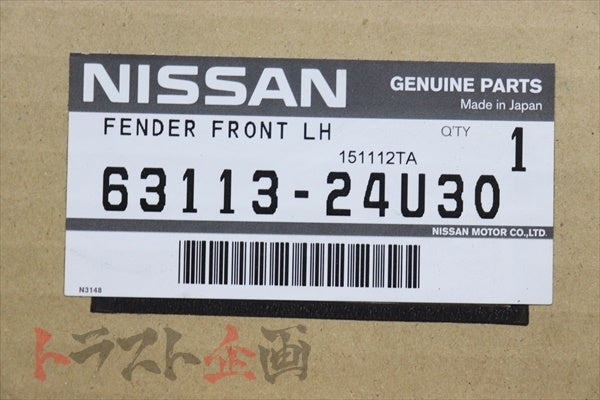 NISSAN
GENUINE PARTS
Made in Japan
FENDER FRONT LH
Q'TY 1
151112TA
63113-24U30
NISSAN MOTOR CO.,LTD.
N3148
トラスト企画